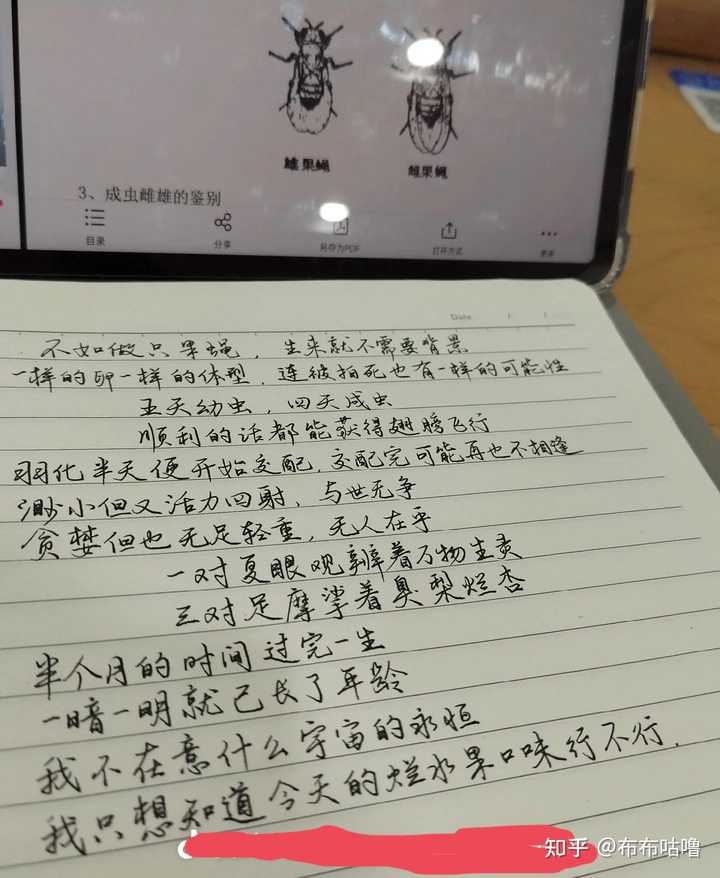 果蝇 果蝇
3、成虫雌雄的鉴别
目录 分享 另存为PDF 打开方式 更多
Date
不如做只果蝇，生来就不需要背景
一样的卵一样的体型，连被拍死也有一样的可能性
五天幼虫，四天成虫
顺利的话都能获得翅膀飞行
羽化半天便开始交配，交配完可能再也不相逢
渺小但又活力四射，与世无争
贪婪但也无足轻重，无人在乎
一对复眼观辨着万物生灵
三对足摩挲着臭梨烂杏
半个月的时间过完一生
一暗一明就已长了年龄
我不在意什么宇宙的永恒
我只想知道今天的烂水果口味行不行.
知乎 @布布咕噜